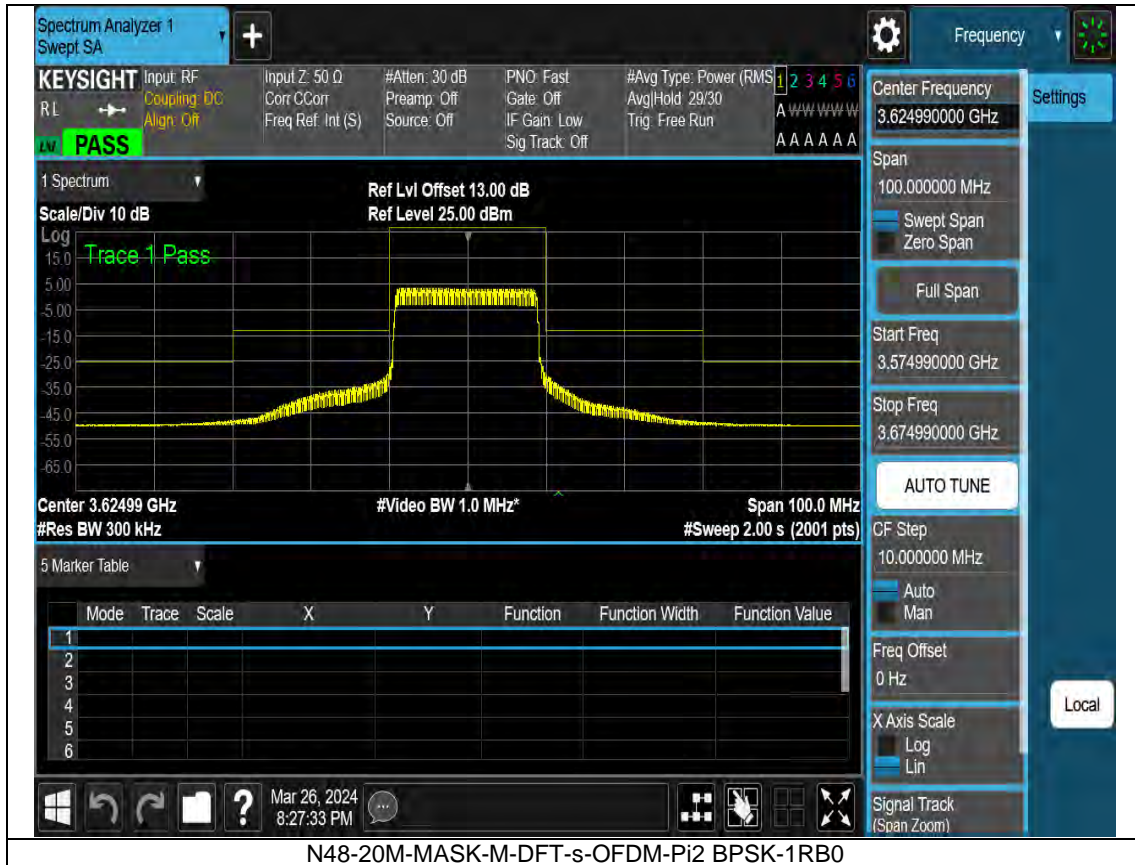 Spectrum Analyzer 1
Swept SA
+
Frequency
KEYSIGHT
RL
PASS
Input: RF
Coupling: DC
Align: Off
Input Z: 50 Ω
Corr CCorr
Freq Ref: Int (S)
#Atten: 30 dB
Preamp: Off
Source: Off
PNO: Fast
Gate: Off
IF Gain: Low
Sig Track: Off
#Avg Type: Power (RMS
Avg|Hold: 29/30
Trig: Free Run
1 2 3 4 5 6
A W W W W W
A A A A A A
1 Spectrum
Scale/Div 10 dB
Ref Lvl Offset 13.00 dB
Ref Level 25.00 dBm
Log
Trace 1 Pass
15.0
5.00
-5.00
-15.0
-25.0
-35.0
-45.0
-55.0
-65.0
Center 3.62499 GHz
#Video BW 1.0 MHz*
Span 100.0 MHz
#Res BW 300 kHz
#Sweep 2.00 s (2001 pts)
5 Marker Table
Mode Trace Scale X Y Function Function Width Function Value
1
2
3
4
5
6
Mar 26, 2024
8:27:33 PM
Center Frequency
3.624990000 GHz
Settings
Span
100.000000 MHz
Swept Span
Zero Span
Full Span
Start Freq
3.574990000 GHz
Stop Freq
3.674990000 GHz
AUTO TUNE
CF Step
10.000000 MHz
Auto
Man
Freq Offset
0 Hz
Local
X Axis Scale
Log
Lin
Signal Track
(Span Zoom)
N48-20M-MASK-M-DFT-s-OFDM-Pi2 BPSK-1RB0